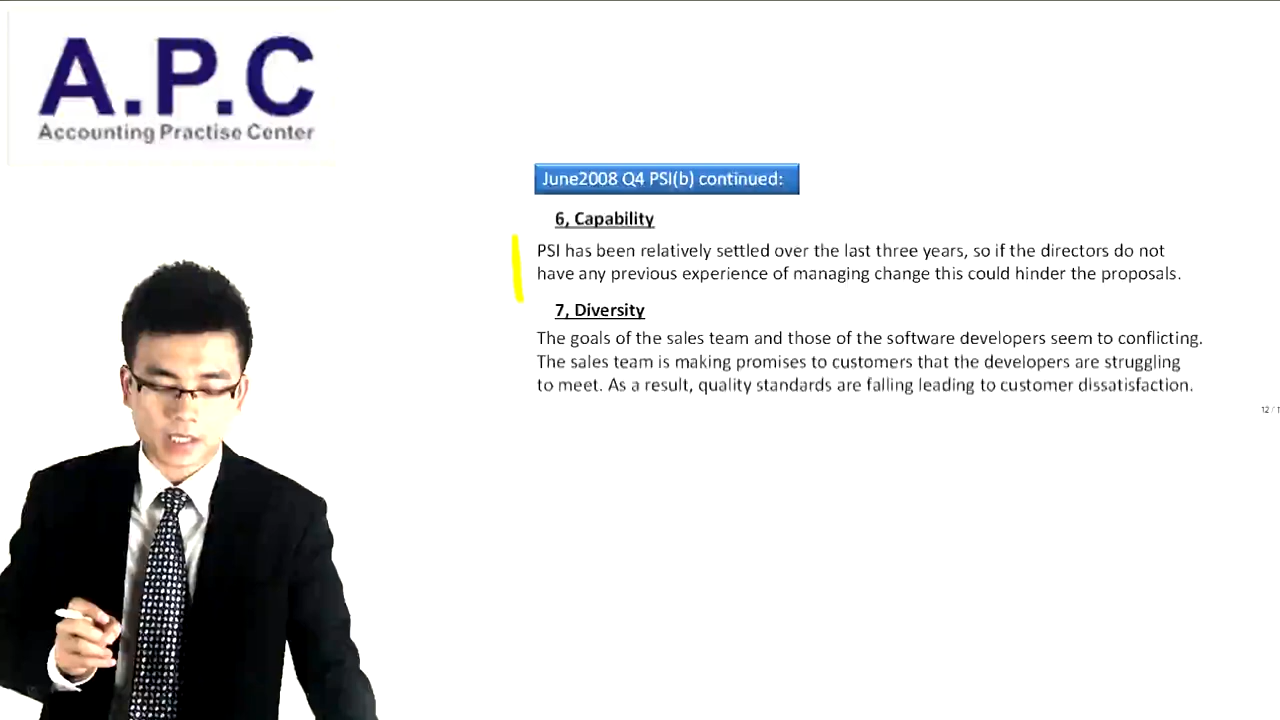 A.P.C
Accounting Practise Center
June2008 Q4 PSI(b) continued:
6, Capability
PSI has been relatively settled over the last three years, so if the directors do not
have any previous experience of managing change this could hinder the proposals.
7, Diversity
The goals of the sales team and those of the software developers seem to conflicting.
The sales team is making promises to customers that the developers are struggling
to meet. As a result, quality standards are falling leading to customer dissatisfaction.
12 / 1